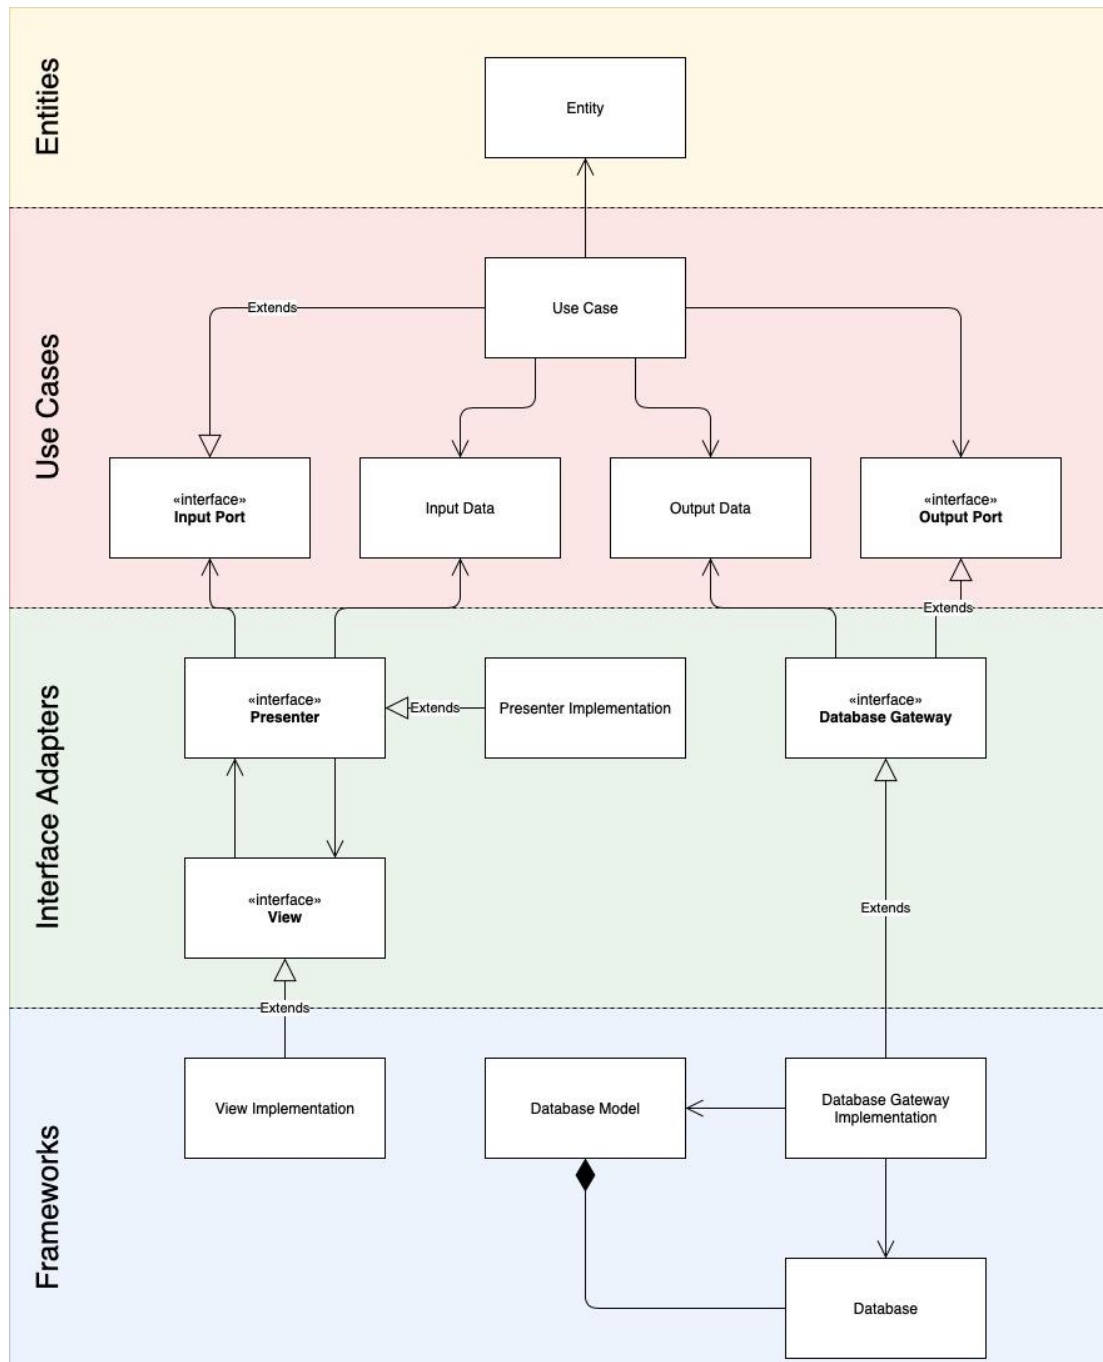 Entities
Entity
Use Cases
Use Case
Extends
«interface»
Input Port
Input Data
Output Data
«interface»
Output Port
Extends
Interface Adapters
«interface»
Presenter
Extends
Presenter Implementation
«interface»
Database Gateway
«interface»
View
Extends
Extends
Frameworks
View Implementation
Database Model
Database Gateway
Implementation
Database